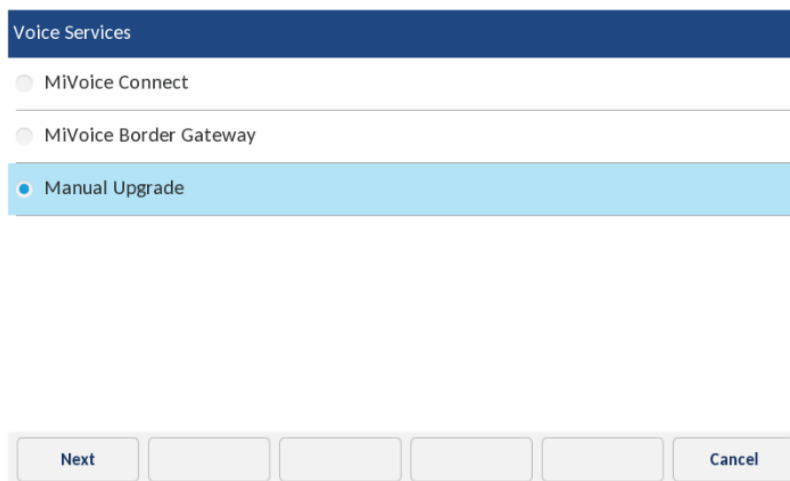 Voice Services
MiVoice Connect
MiVoice Border Gateway
Manual Upgrade
Next
Cancel